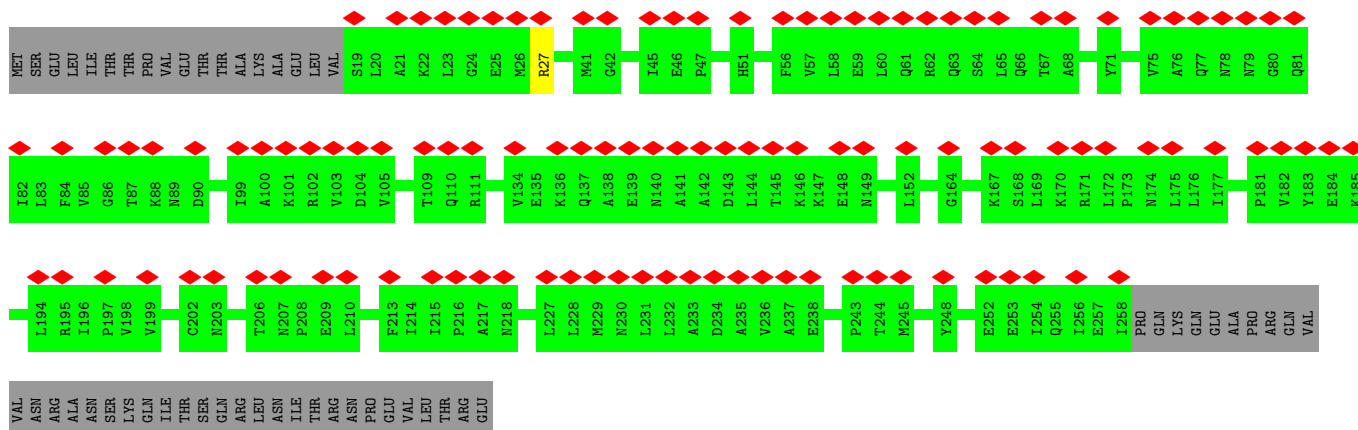 MET SER GLU LEU ILE THR THR PRO VAL GLU THR THR ALA LYS ALA GLU LEU VAL S19 L20 A21 K22 L23 G24 E25 M26 R27 M41 G42 I45 E46 P47 H51 F56 V57 L58 E59 L60 Q61 R62 Q63 S64 L65 Q66 T67 A68 Y71 V75 A76 Q77 N78 N79 G80 Q81
I82 L83 F84 V85 G86 T87 K88 N89 D90 I99 A100 K101 R102 V103 D104 V105 T109 Q110 R111 V134 E135 K136 Q137 A138 E139 N140 A141 A142 D143 L144 T145 K146 K147 E148 N149 L152 G164 K167 S168 L169 K170 R171 L172 P173 N174 L175 L176 I177 P181 V182 Y183 E184 K185
L194 R195 I196 P197 V198 V199 C202 N203 T206 N207 P208 E209 L210 F213 I214 I215 P216 A217 N218 L227 L228 M229 N230 L231 L232 A233 D234 A235 V236 A237 E238 P243 T244 M245 Y248 E252 E253 I254 Q255 I256 E257 I258 PRO GLN LYS GLN GLU ALA PRO ARG GLN VAL
VAL ASN ARG ALA ASN SER LYS GLN ILE THR SER GLN ARG LEU ASN ILE THR ARG ASN PRO GLU VAL LEU THR ARG GLU